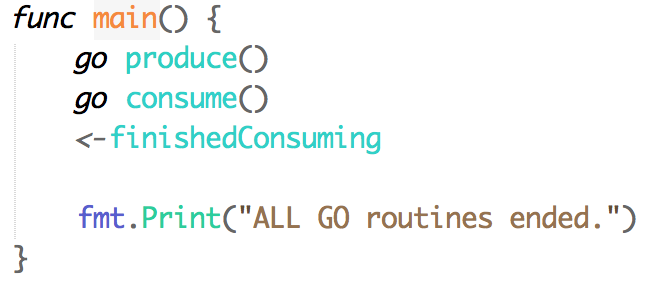 func main() {
    go produce()
    go consume()
    <-finishedConsuming

    fmt.Print("ALL GO routines ended.")
}